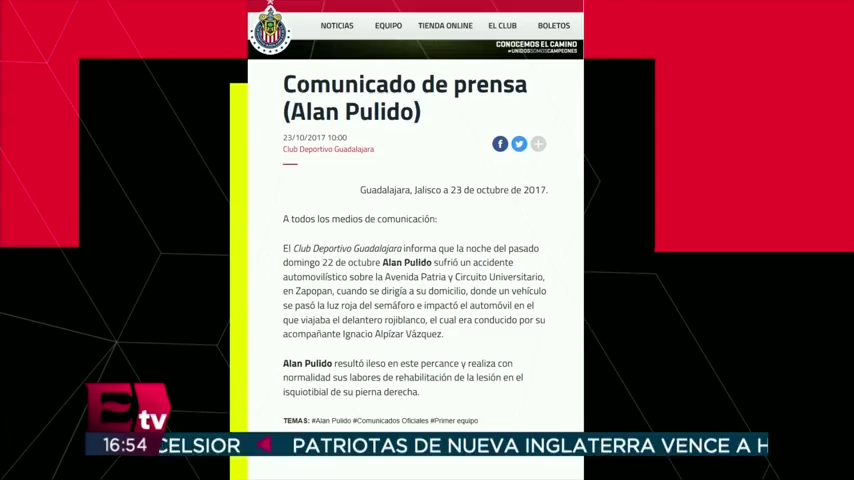 NOTICIAS EQUIPO TIENDA ONLINE EL CLUB BOLETOS
CONOCEMOS EL CAMINO
#UNIDOSSOMOSCAMPEONES
Comunicado de prensa
(Alan Pulido)
23/10/2017 10:00
Club Deportivo Guadalajara
Guadalajara, Jalisco a 23 de octubre de 2017.
A todos los medios de comunicación:
El Club Deportivo Guadalajara informa que la noche del pasado
domingo 22 de octubre Alan Pulido sufrió un accidente
automovilístico sobre la Avenida Patria y Circuito Universitario,
en Zapopan, cuando se dirigía a su domicilio, donde un vehículo
se pasó la luz roja del semáforo e impactó el automóvil en el
que viajaba el delantero rojiblanco, el cual era conducido por su
acompañante Ignacio Alpízar Vázquez.
Alan Pulido resultó ileso en este percance y realiza con
normalidad sus labores de rehabilitación de la lesión en el
isquiotibial de su pierna derecha.
TEMAS: #Alan Pulido #Comunicados Oficiales #Primer equipo
Etv
16:54 CELSIOR PATRIOTAS DE NUEVA INGLATERRA VENCE A H